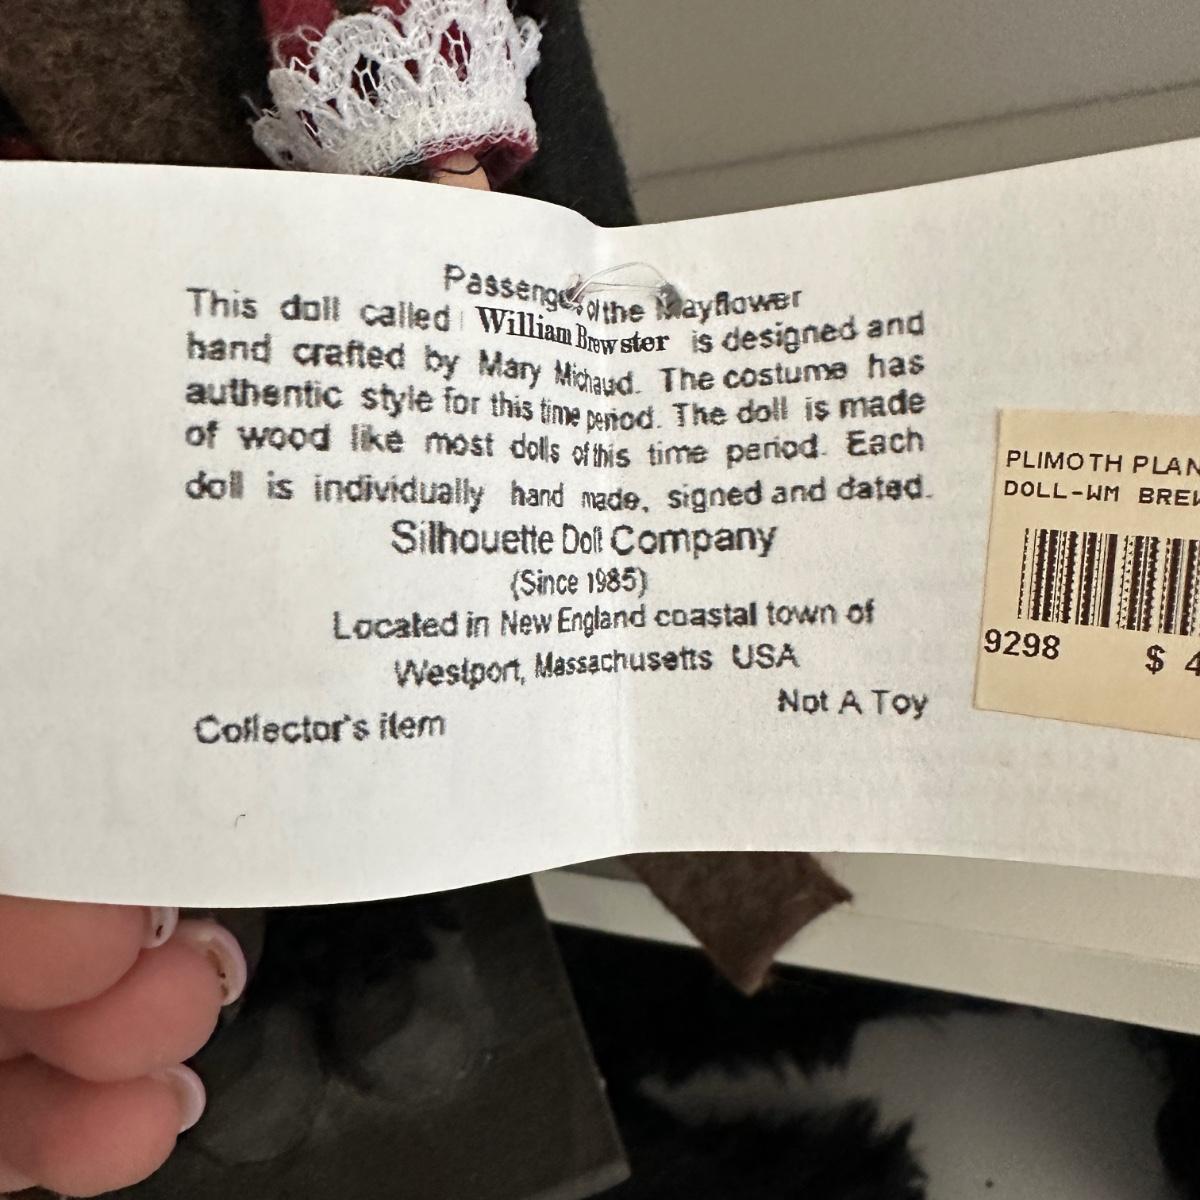 Passenge of the Mayflower
This doll called William Brewster is designed and
hand crafted by Mary Michaud. The costume has
authentic style for this time period. The doll is made
of wood like most dolls of this time period. Each
doll is individually hand made, signed and dated.
Silhouette Doll Company
(Since 1985)
Located in New England coastal town of
Westport, Massachusetts USA
Not A Toy
Collector's item
PLIMOTH PLAN
DOLL-WM BREW
9298
$ 4